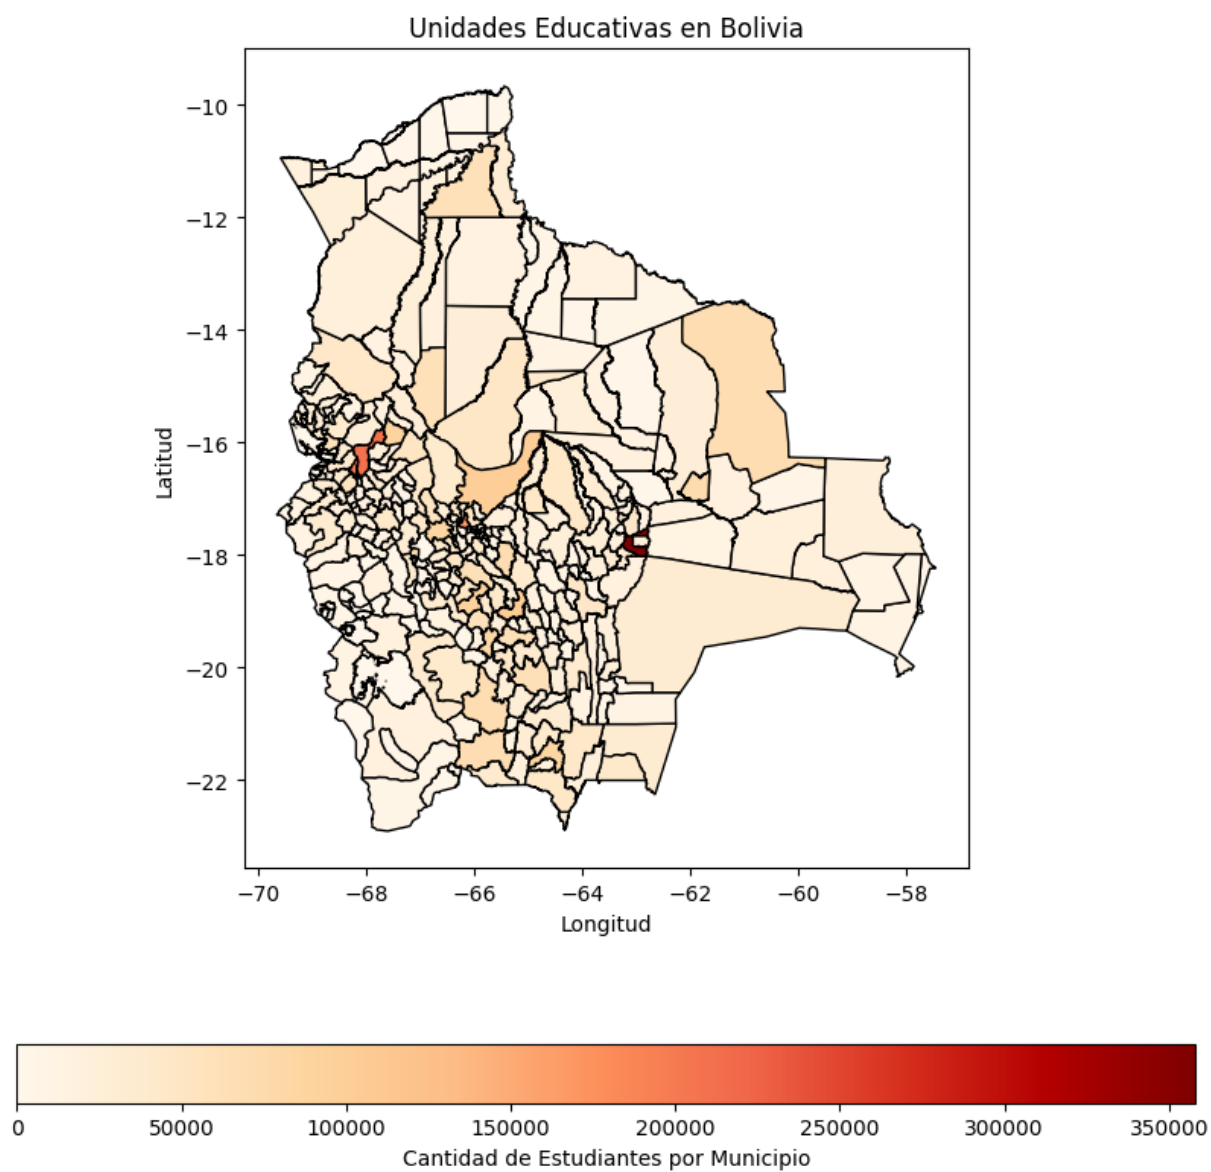 Unidades Educativas en Bolivia
−10
−12
−14
−16
−18
−20
−22
Latitud
−70 −68 −66 −64 −62 −60 −58
Longitud
0 50000 100000 150000 200000 250000 300000 350000
Cantidad de Estudiantes por Municipio